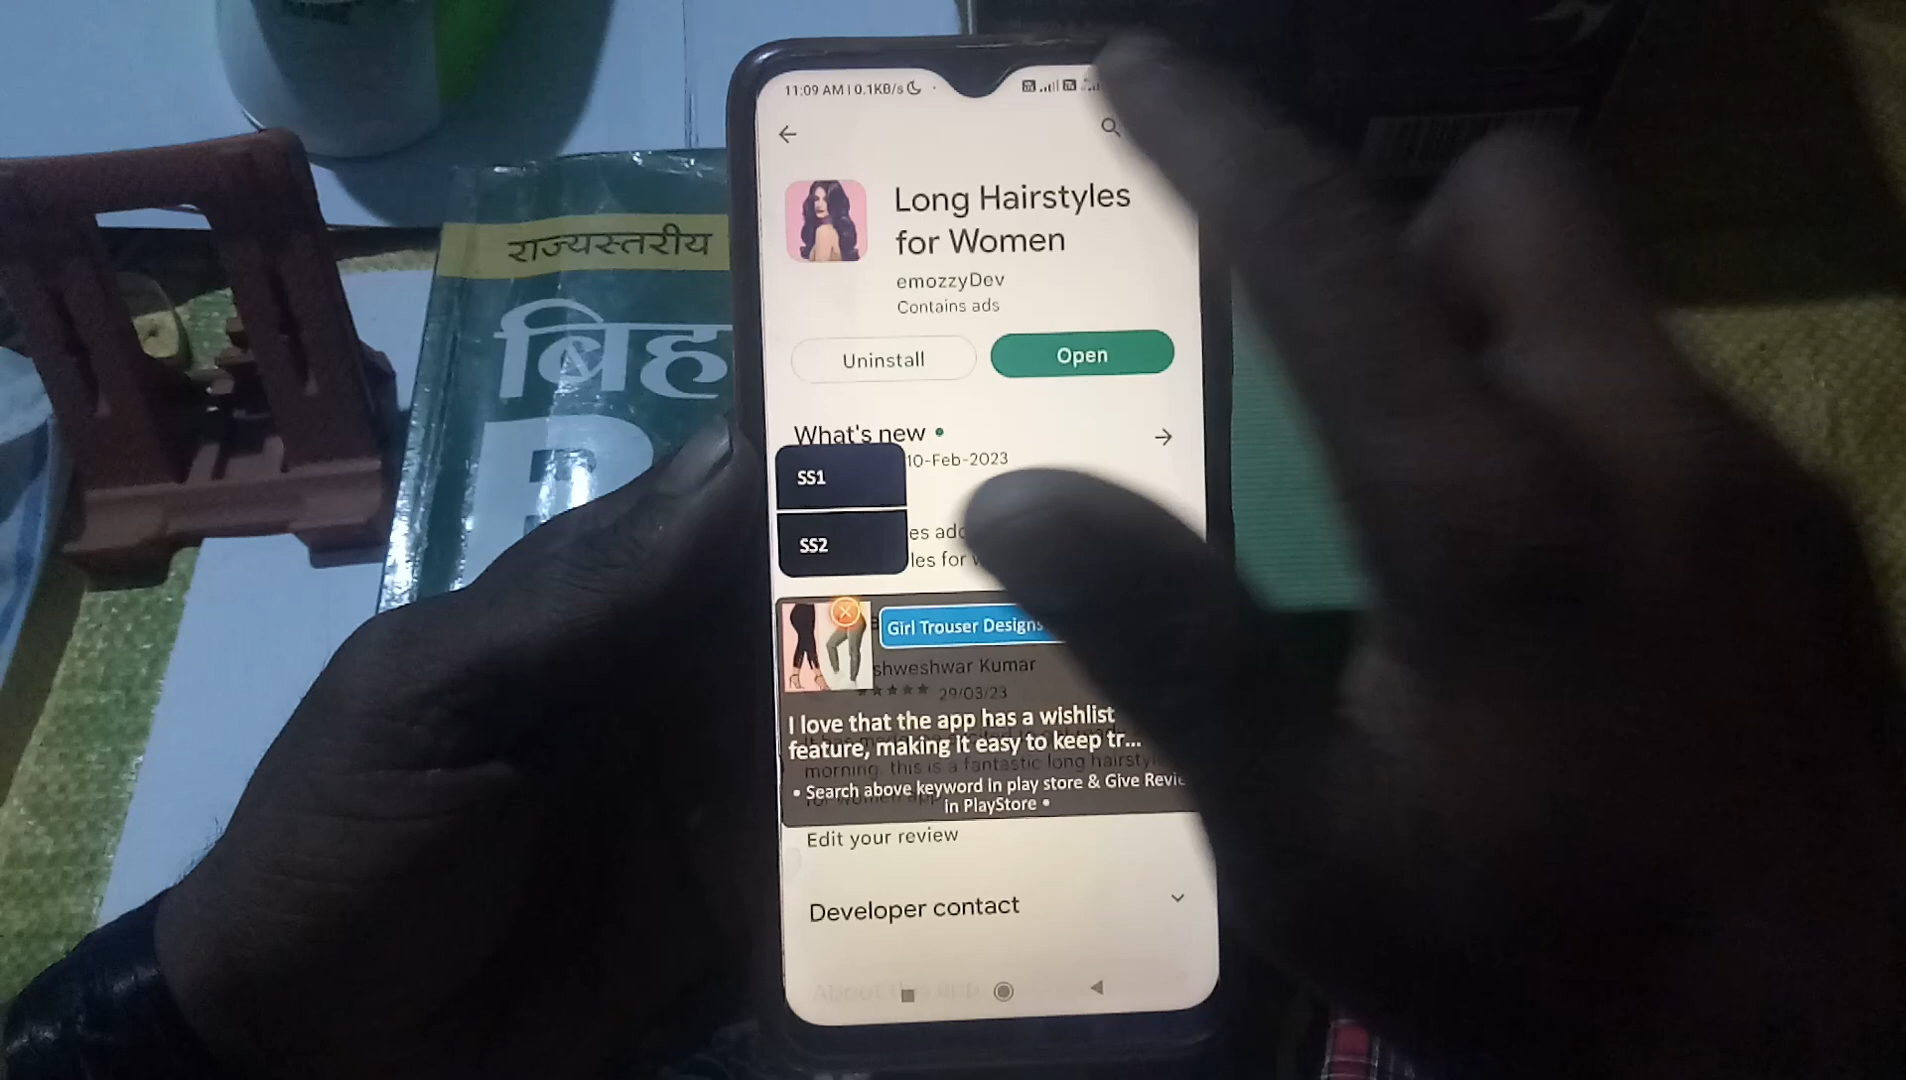 राज्यस्तरीय
बिह
11:09 AM | 0.1KB/s
Long Hairstyles
for Women
emozzyDev
Contains ads
Uninstall
Open
What's new •
10-Feb-2023
SS1
SS2
les for
Girl Trouser Designs
shweshwar Kumar
★★★★ 29/03/23
I love that the app has a wishlist
feature, making it easy to keep tr...
morning, this is a fantastic long hairsty
• Search above keyword in play store & Give Revie
in PlayStore •
Edit your review
Developer contact
About this app